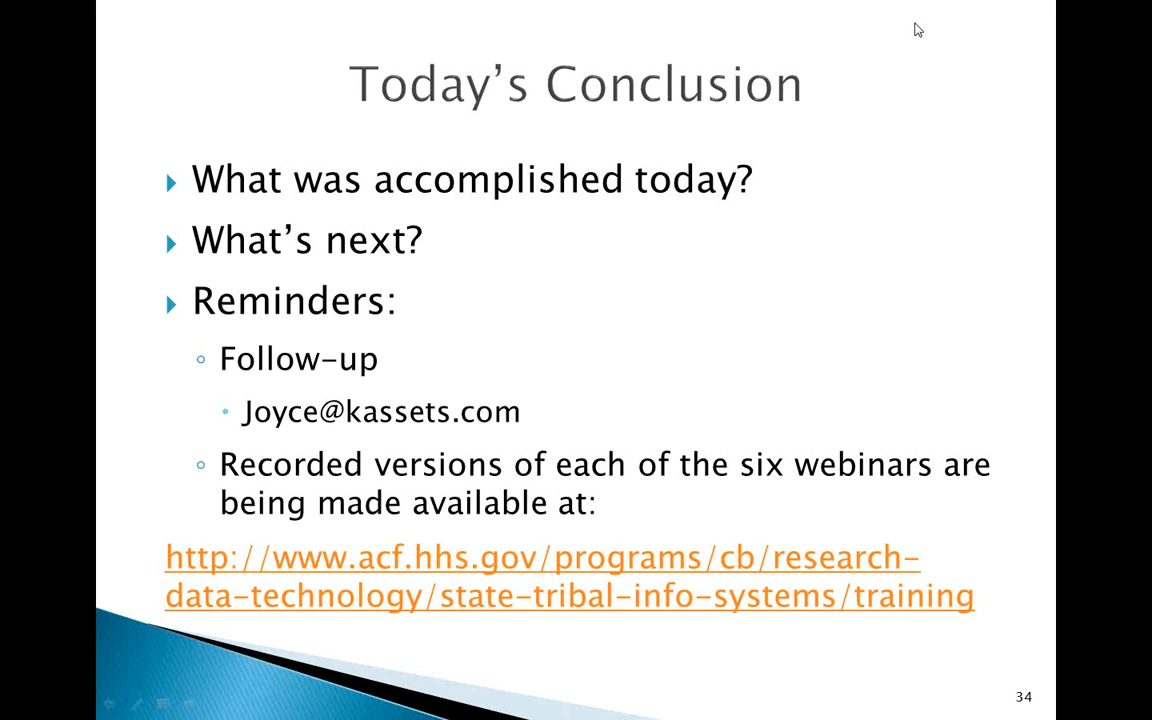 Today’s Conclusion
What was accomplished today?
What’s next?
Reminders:
Follow-up
Joyce@kassets.com
Recorded versions of each of the six webinars are
being made available at:
http://www.acf.hhs.gov/programs/cb/research-
data-technology/state-tribal-info-systems/training
34